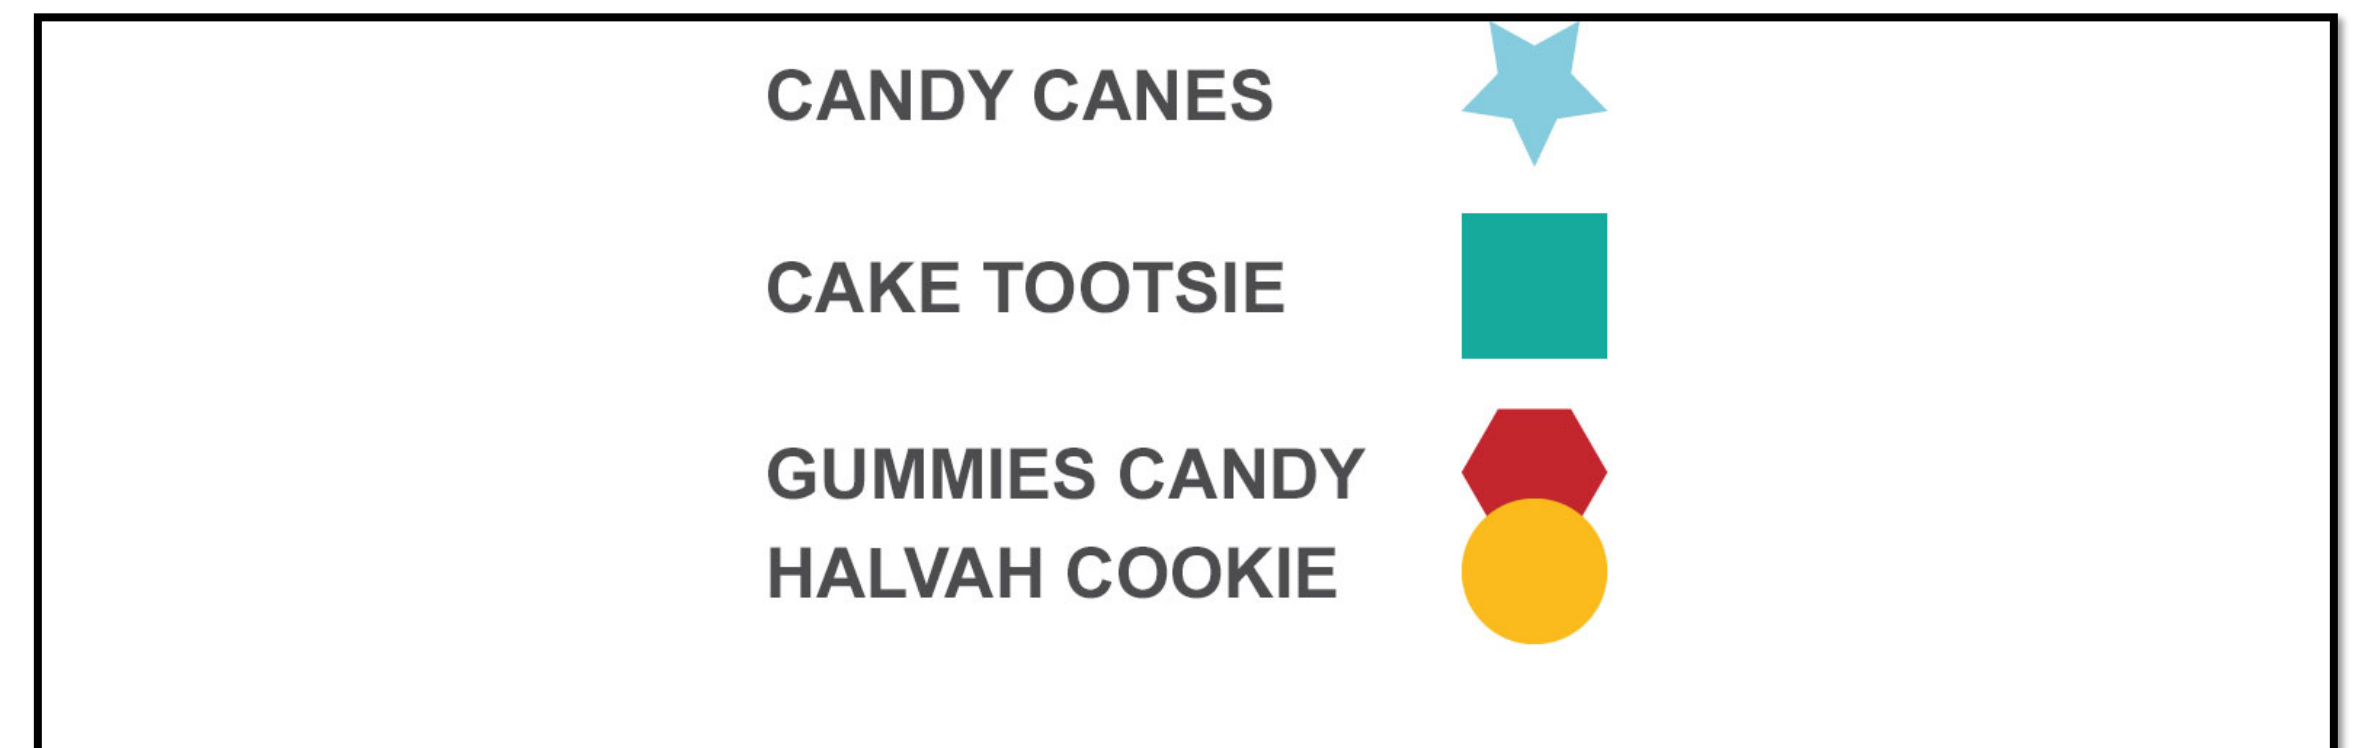 CANDY CANES
CAKE TOOTSIE
GUMMIES CANDY
HALVAH COOKIE